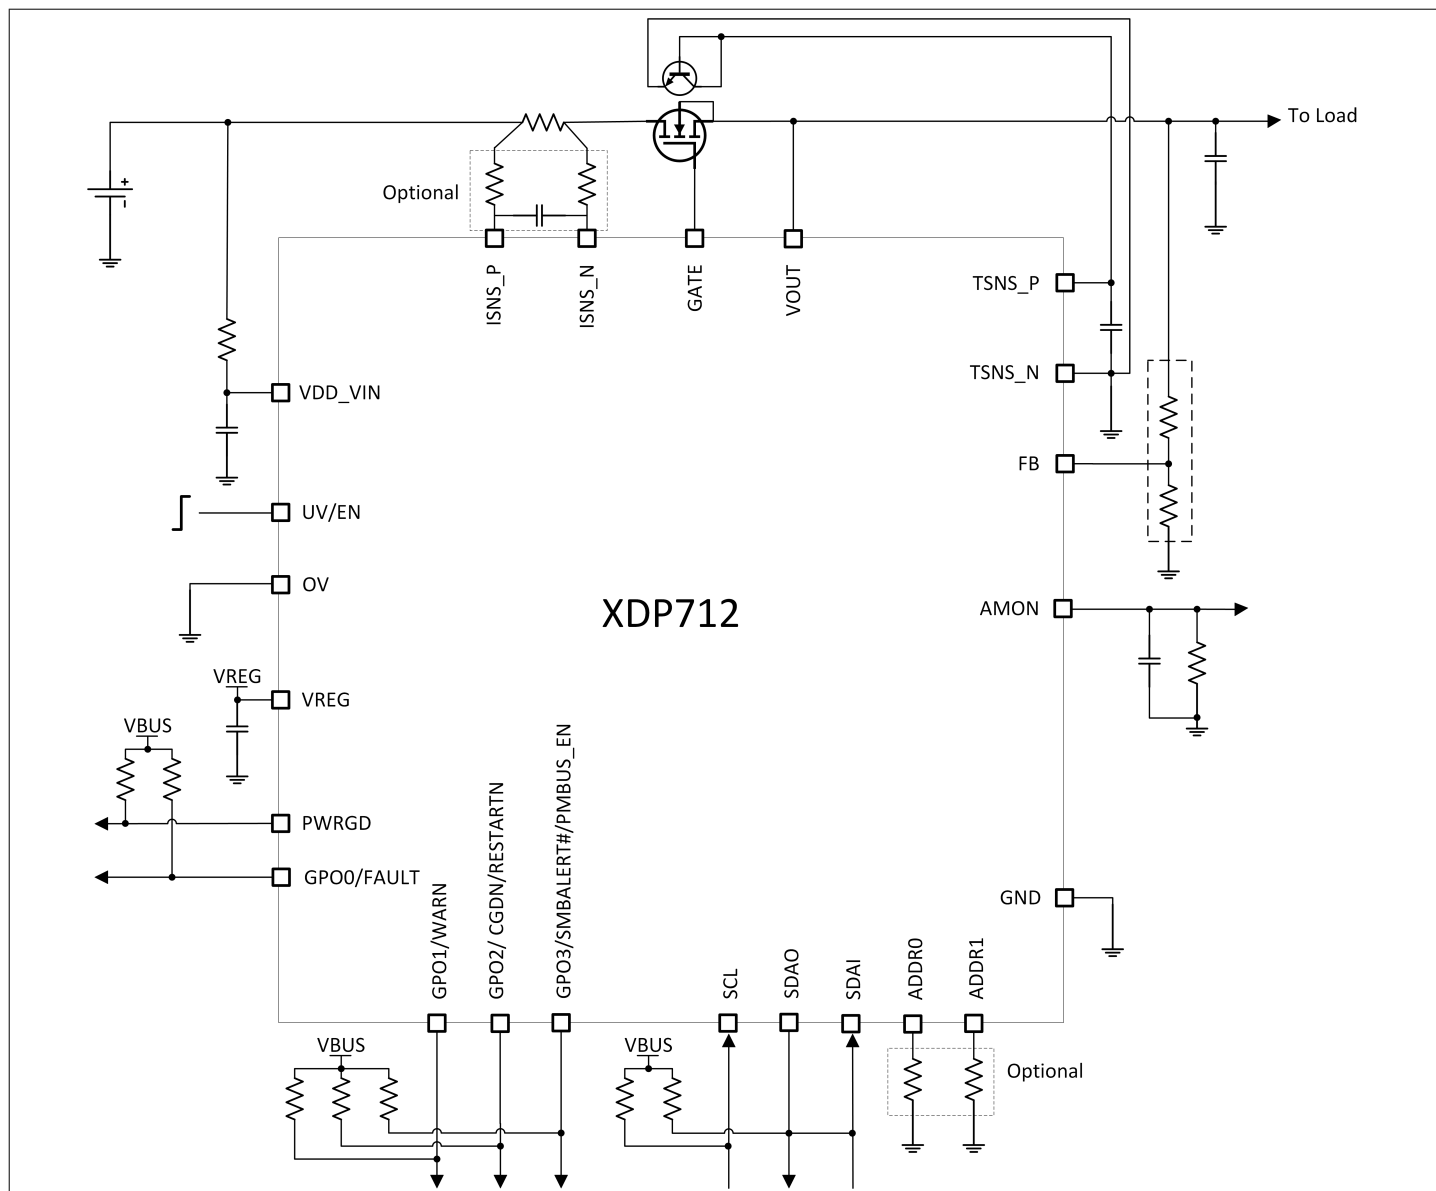 To Load
Optional
+
ISNS_P
ISNS_N
GATE
VOUT
TSNS_P
VDD_VIN
TSNS_N
FB
UV/EN
OV
XDP712
AMON
VREG
VREG
VBUS
PWRGD
GPO0/FAULT
GPO1/WARN
GPO2/ CGDN/RESTARTN
GPO3/SMBALERT#/PMBUS_EN
SCL
SDAO
SDAI
ADDR0
ADDR1
GND
VBUS
VBUS
Optional